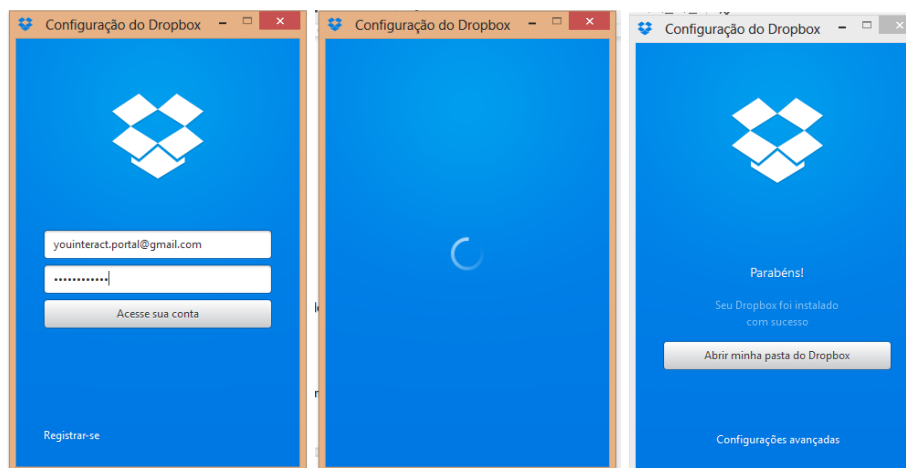 Configuração do Dropbox
youinteract.portal@gmail.com
••••••••••••
Acesse sua conta
Registrar-se
Configuração do Dropbox
Configuração do Dropbox
Parabéns!
Seu Dropbox foi instalado
com sucesso
Abrir minha pasta do Dropbox
Configurações avançadas